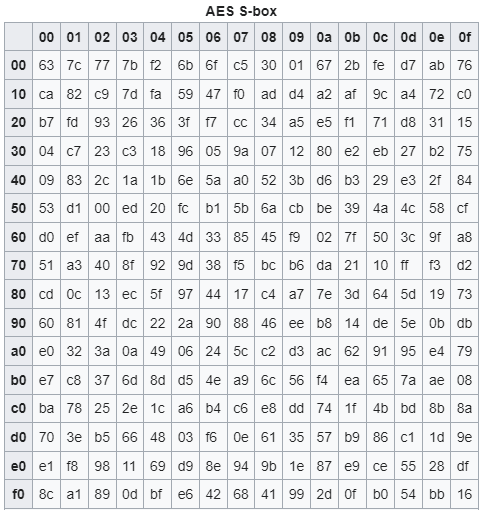 AES S-box
00 01 02 03 04 05 06 07 08 09 0a 0b 0c 0d 0e 0f
00 63 7c 77 7b f2 6b 6f c5 30 01 67 2b fe d7 ab 76
10 ca 82 c9 7d fa 59 47 f0 ad d4 a2 af 9c a4 72 c0
20 b7 fd 93 26 36 3f f7 cc 34 a5 e5 f1 71 d8 31 15
30 04 c7 23 c3 18 96 05 9a 07 12 80 e2 eb 27 b2 75
40 09 83 2c 1a 1b 6e 5a a0 52 3b d6 b3 29 e3 2f 84
50 53 d1 00 ed 20 fc b1 5b 6a cb be 39 4a 4c 58 cf
60 d0 ef aa fb 43 4d 33 85 45 f9 02 7f 50 3c 9f a8
70 51 a3 40 8f 92 9d 38 f5 bc b6 da 21 10 ff f3 d2
80 cd 0c 13 ec 5f 97 44 17 c4 a7 7e 3d 64 5d 19 73
90 60 81 4f dc 22 2a 90 88 46 ee b8 14 de 5e 0b db
a0 e0 32 3a 0a 49 06 24 5c c2 d3 ac 62 91 95 e4 79
b0 e7 c8 37 6d 8d d5 4e a9 6c 56 f4 ea 65 7a ae 08
c0 ba 78 25 2e 1c a6 b4 c6 e8 dd 74 1f 4b bd 8b 8a
d0 70 3e b5 66 48 03 f6 0e 61 35 57 b9 86 c1 1d 9e
e0 e1 f8 98 11 69 d9 8e 94 9b 1e 87 e9 ce 55 28 df
f0 8c a1 89 0d bf e6 42 68 41 99 2d 0f b0 54 bb 16